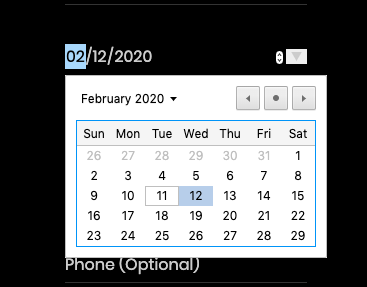 02/12/2020
February 2020
Sun Mon Tue Wed Thu Fri Sat
26 27 28 29 30 31 1
2 3 4 5 6 7 8
9 10 11 12 13 14 15
16 17 18 19 20 21 22
23 24 25 26 27 28 29
Phone (Optional)